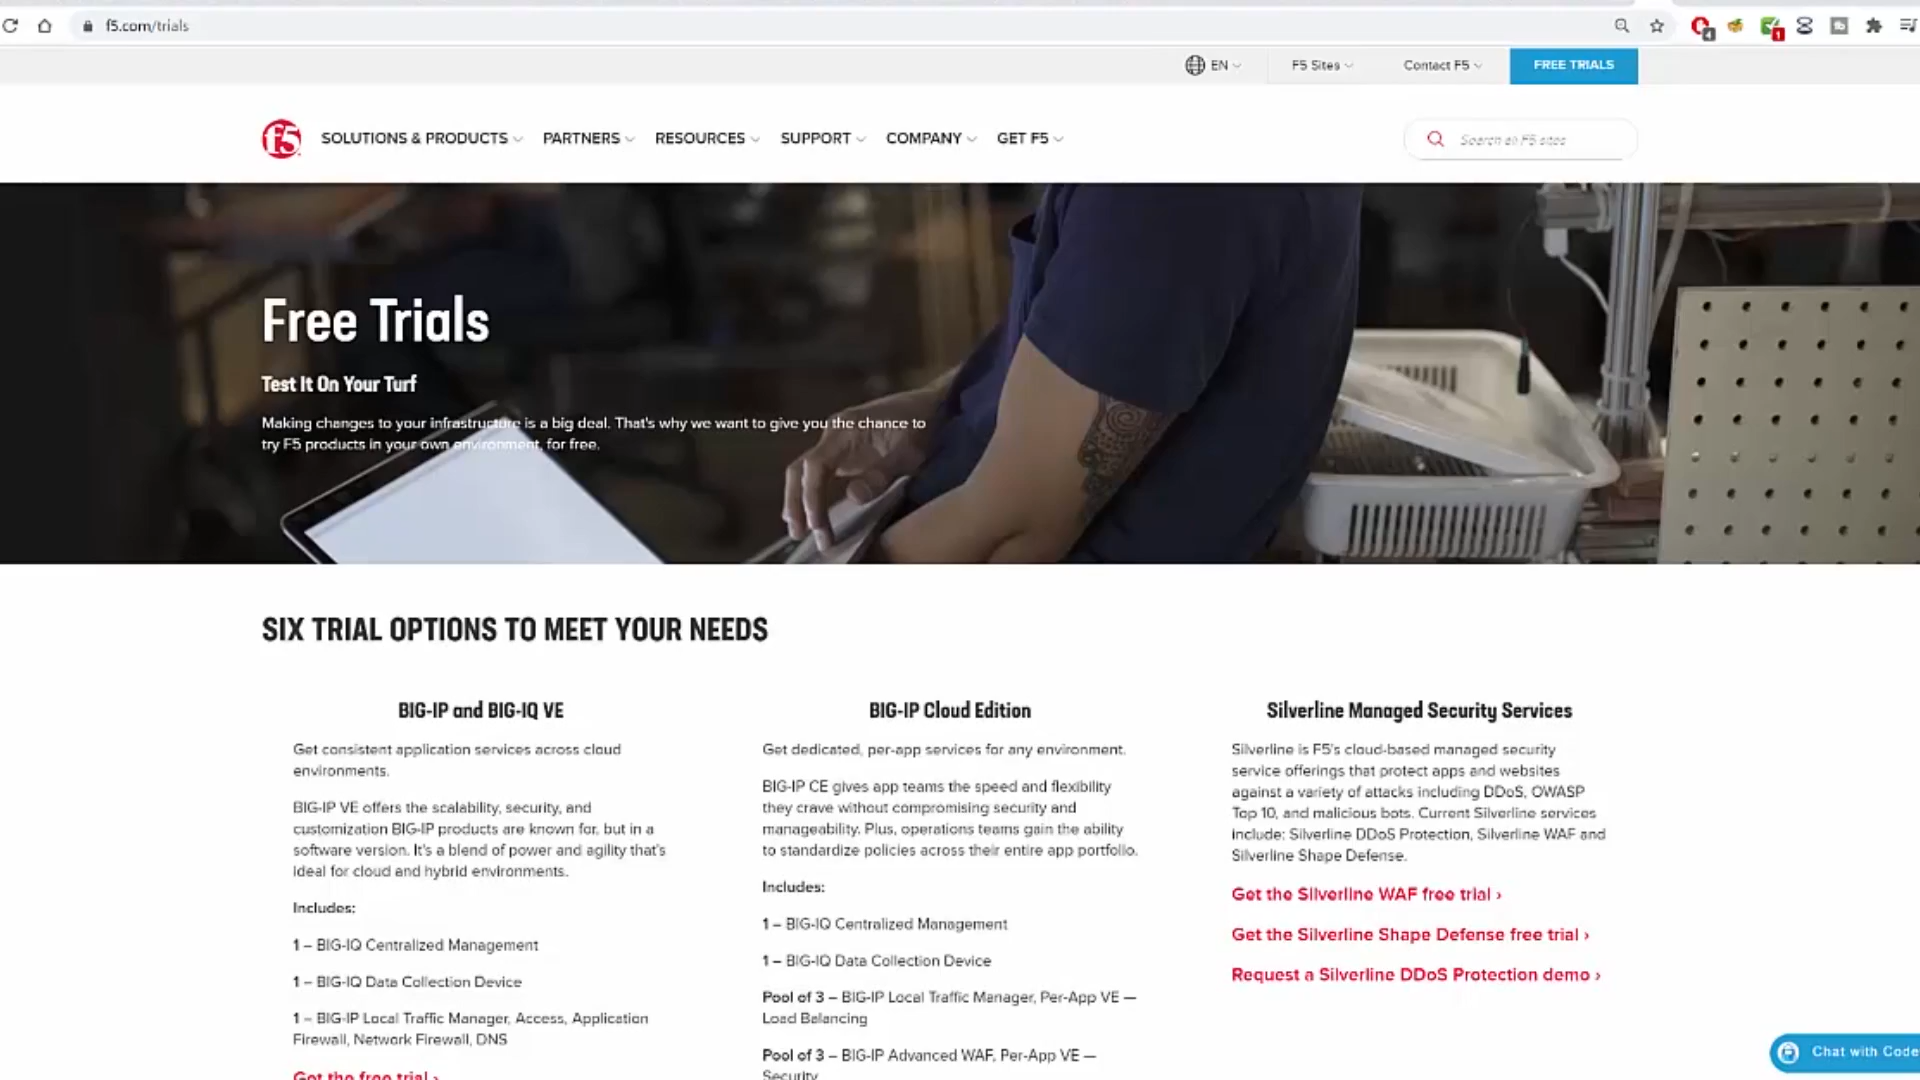 f5.com/trials
4
1
EN
F5 Sites
Contact F5
FREE TRIALS
f5
SOLUTIONS & PRODUCTS
PARTNERS
RESOURCES
SUPPORT
COMPANY
GET F5
Search all F5 sites
Free Trials
Test It On Your Turf
Making changes to your infrastructure is a big deal. That's why we want to give you the chance to
try F5 products in your own environment, for free.
SIX TRIAL OPTIONS TO MEET YOUR NEEDS
BIG-IP and BIG-IQ VE
Get consistent application services across cloud
environments.
BIG-IP VE offers the scalability, security, and
customization BIG-IP products are known for, but in a
software version. It's a blend of power and agility that's
ideal for cloud and hybrid environments.
Includes:
1 – BIG-IQ Centralized Management
1 – BIG-IQ Data Collection Device
1 – BIG-IP Local Traffic Manager, Access, Application
Firewall, Network Firewall, DNS
Get the free trial ›
BIG-IP Cloud Edition
Get dedicated, per-app services for any environment.
BIG-IP CE gives app teams the speed and flexibility
they crave without compromising security and
manageability. Plus, operations teams gain the ability
to standardize policies across their entire app portfolio.
Includes:
1 – BIG-IQ Centralized Management
1 – BIG-IQ Data Collection Device
Pool of 3 – BIG-IP Local Traffic Manager, Per-App VE —
Load Balancing
Pool of 3 – BIG-IP Advanced WAF, Per-App VE —
Security
Silverline Managed Security Services
Silverline is F5's cloud-based managed security
service offerings that protect apps and websites
against a variety of attacks including DDoS, OWASP
Top 10, and malicious bots. Current Silverline services
include: Silverline DDoS Protection, Silverline WAF and
Silverline Shape Defense.
Get the Silverline WAF free trial ›
Get the Silverline Shape Defense free trial ›
Request a Silverline DDoS Protection demo ›
Chat with Code